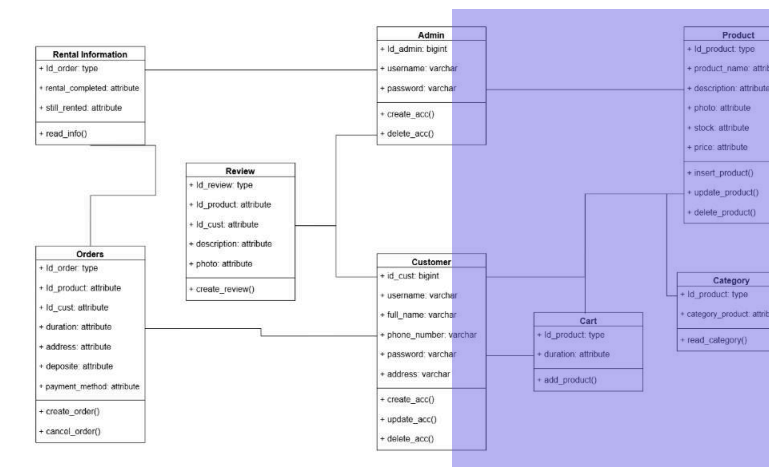 Rental Information
+ Id_order: type
+ rental_completed: attribute
+ still_rented: attribute
+ read_info()
Admin
+ Id_admin: bigint
+ username: varchar
+ password: varchar
+ create_acc()
+ delete_acc()
Product
+ Id_product: type
+ product_name: attrib
+ description: attribute
+ photo: attribute
+ stock: attribute
+ price: attribute
+ insert_product()
+ update_product()
+ delete_product()
Review
+ Id_review: type
+ Id_product: attribute
+ Id_cust: attribute
+ description: attribute
+ photo: attribute
+ create_review()
Orders
+ Id_order: type
+ Id_product: attribute
+ Id_cust: attribute
+ duration: attribute
+ address: attribute
+ deposite: attribute
+ payment_method: attribute
+ create_order()
+ cancel_order()
Customer
+ id_cust: bigint
+ username: varchar
+ full_name: varchar
+ phone_number: varchar
+ password: varchar
+ address: varchar
+ create_acc()
+ update_acc()
+ delete_acc()
Cart
+ Id_product: type
+ duration: attribute
+ add_product()
Category
+ Id_product: type
+ category_product: attrib
+ read_category()